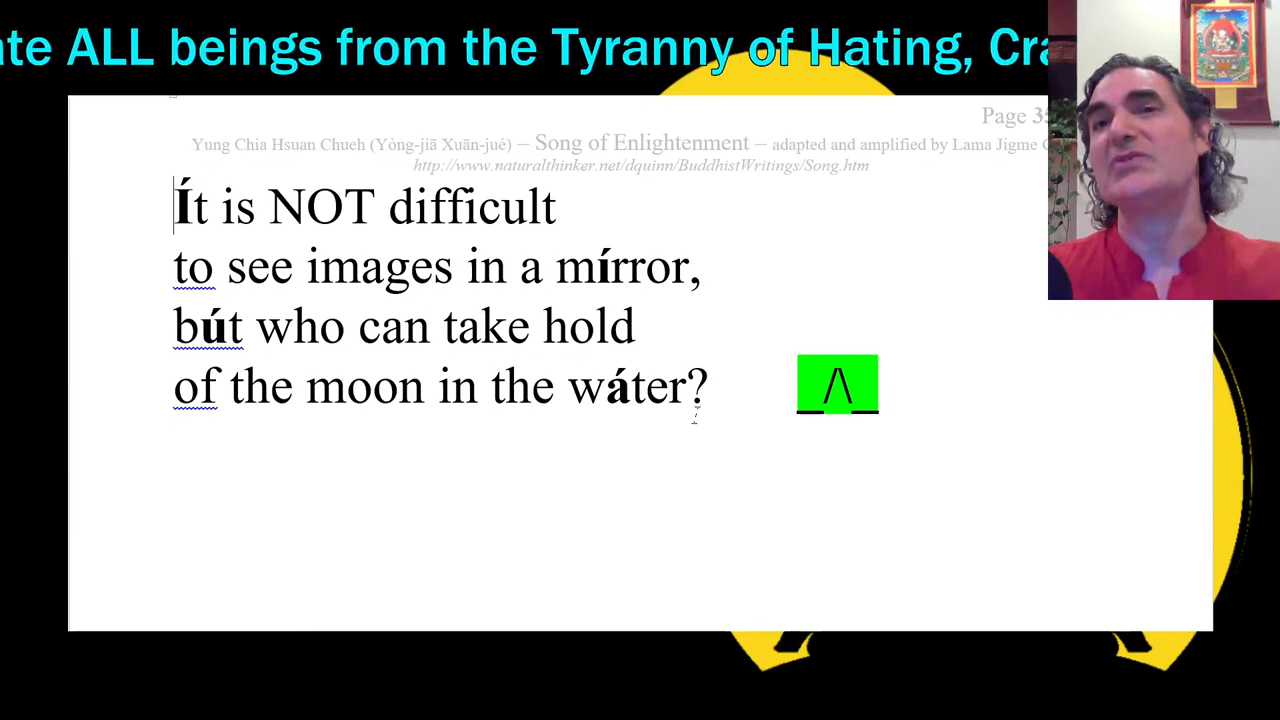 ate ALL beings from the Tyranny of Hating, Cra
Page 35
Yung Chia Hsuan Chueh (Yòng-jiā Xuān-jué) – Song of Enlightenment – adapted and amplified by Lama Jigme
http://www.naturalthinker.net/dquinn/BuddhistWritings/Song.htm
Ít is NOT difficult
to see images in a mírror,
bút who can take hold
of the moon in the wáter?
_/\_